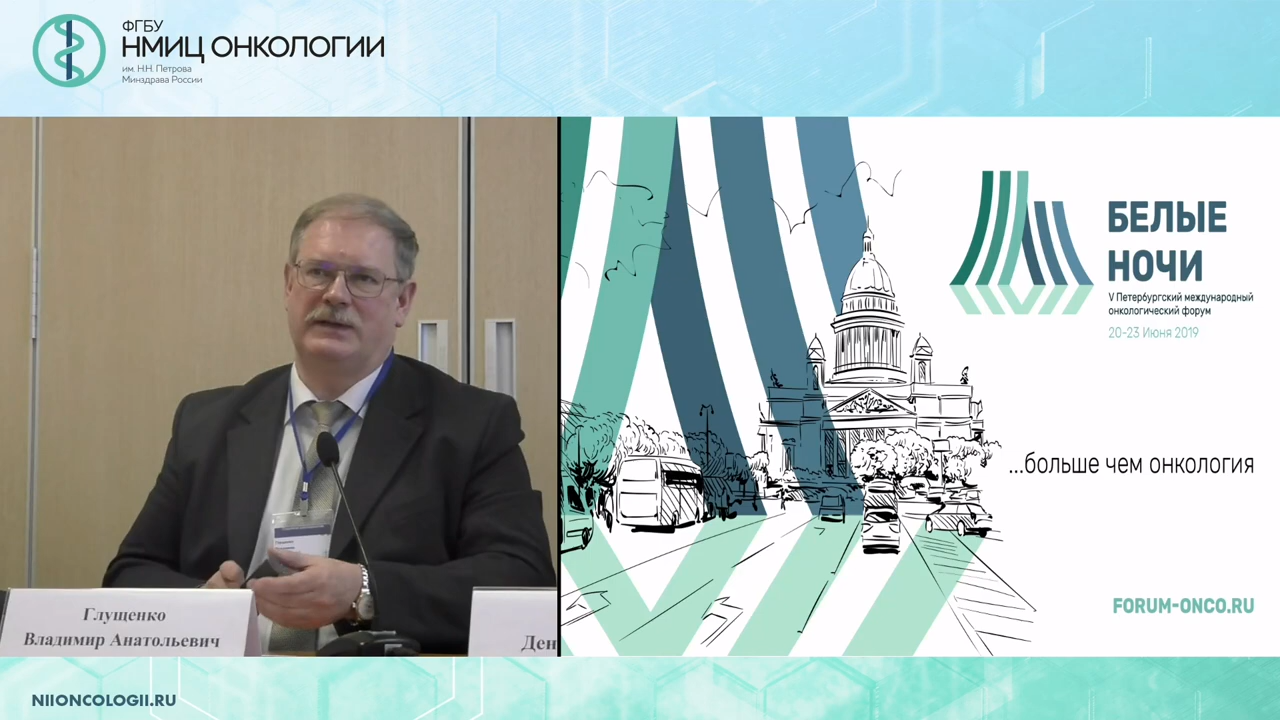 ФГБУ
НМИЦ ОНКОЛОГИИ
им. Н.Н. Петрова
Минздрава России
БЕЛЫЕ
НОЧИ
V Петербургский международный
онкологический форум
20-23 Июня 2019
...больше чем онкология
FORUM-ONCO.RU
Глущенко
Владимир Анатольевич
Ден
NIIONCOLOGII.RU